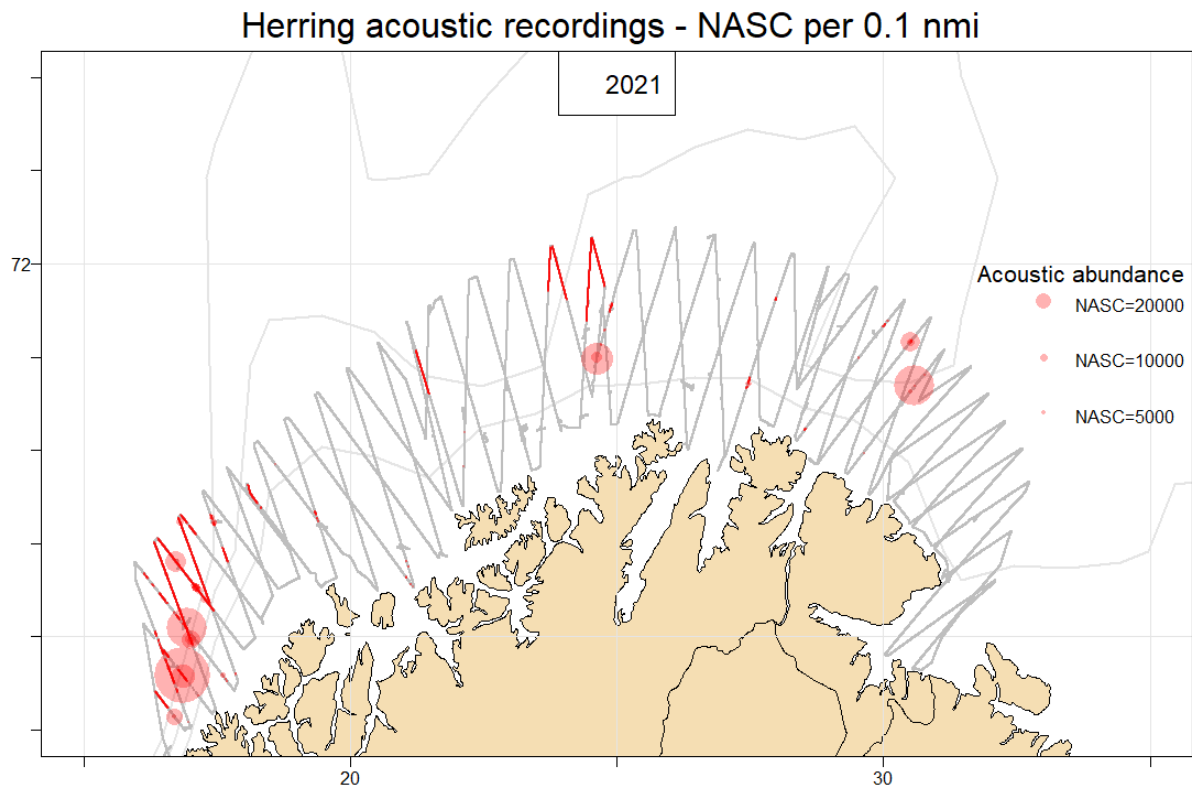 Herring acoustic recordings - NASC per 0.1 nmi
2021
72
Acoustic abundance
NASC=20000
NASC=10000
NASC=5000
20
30